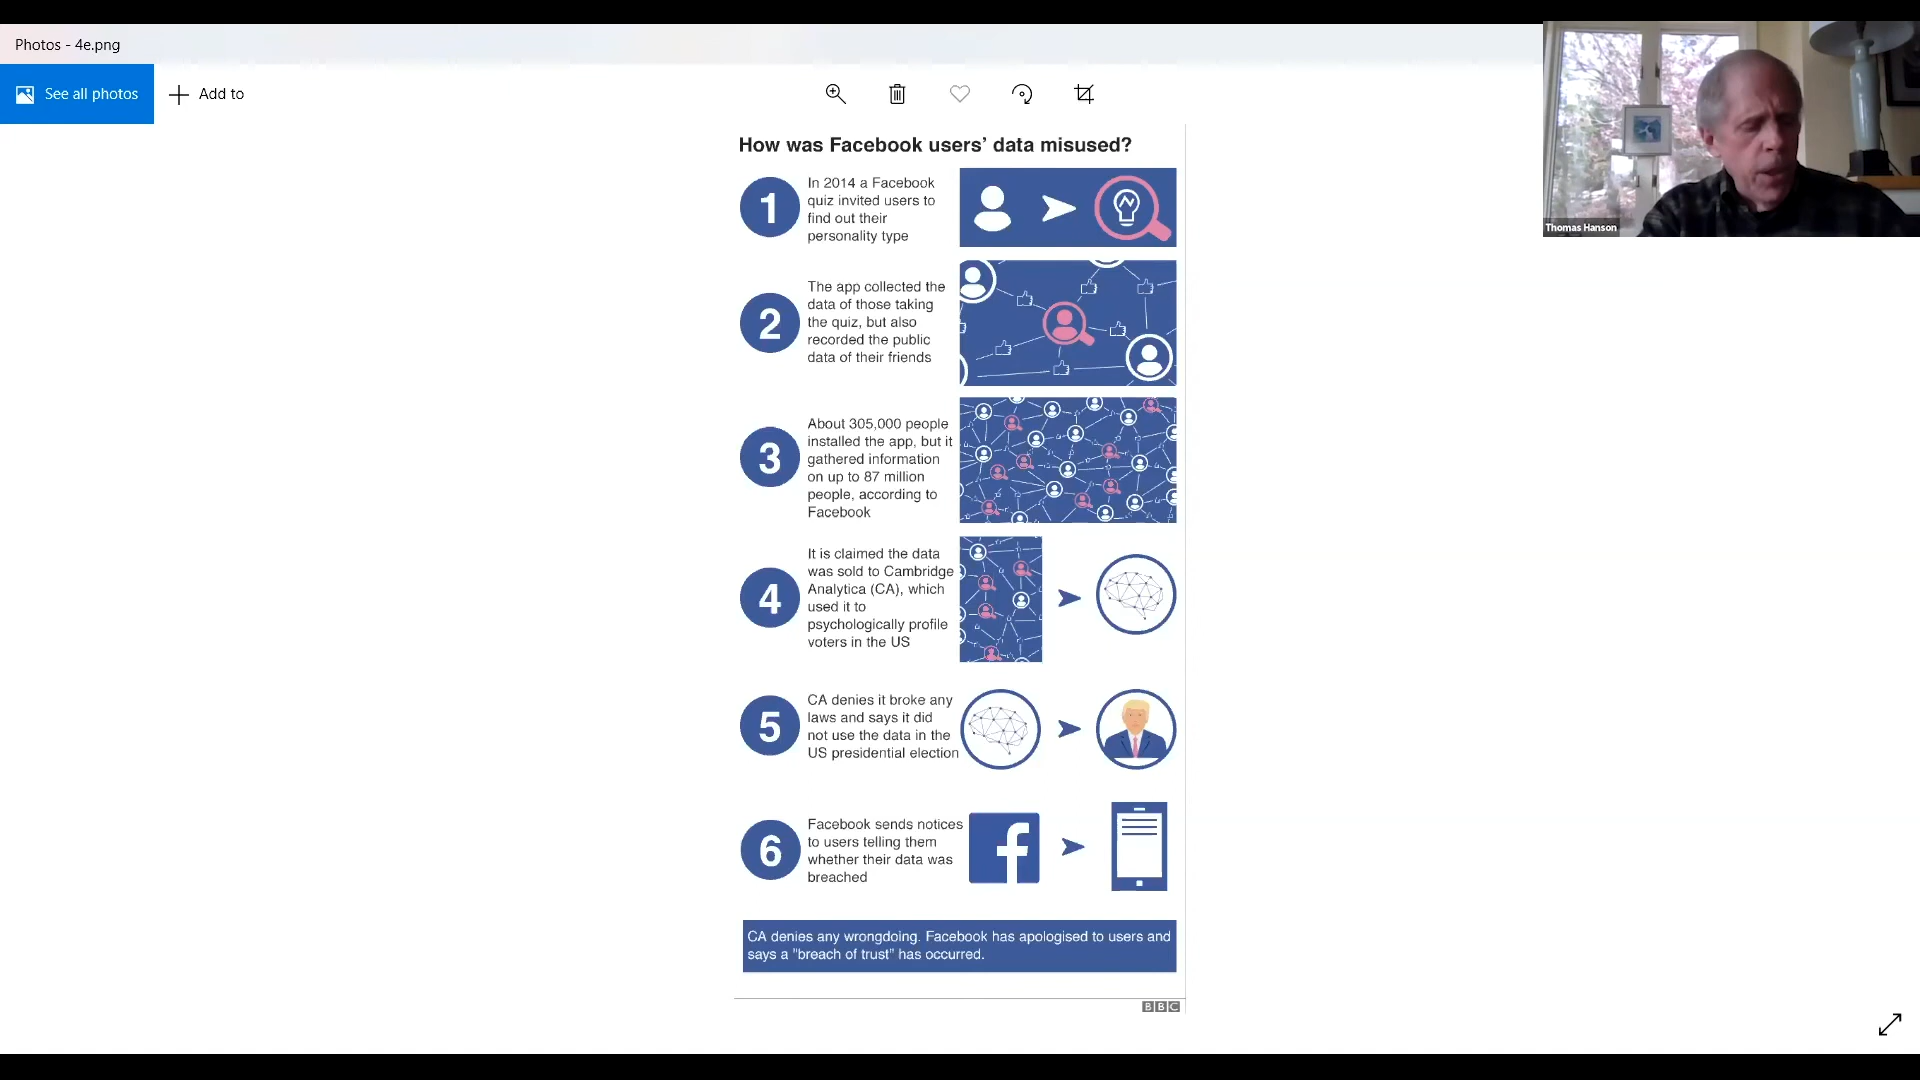 Photos - 4e.png
See all photos
Add to
Thomas Hanson
How was Facebook users' data misused?
1
In 2014 a Facebook
quiz invited users to
find out their
personality type
2
The app collected the
data of those taking
the quiz, but also
recorded the public
data of their friends
3
About 305,000 people
installed the app, but it
gathered information
on up to 87 million
people, according to
Facebook
4
It is claimed the data
was sold to Cambridge
Analytica (CA), which
used it to
psychologically profile
voters in the US
5
CA denies it broke any
laws and says it did
not use the data in the
US presidential election
6
Facebook sends notices
to users telling them
whether their data was
breached
f
CA denies any wrongdoing. Facebook has apologised to users and
says a "breach of trust" has occurred.
BBC